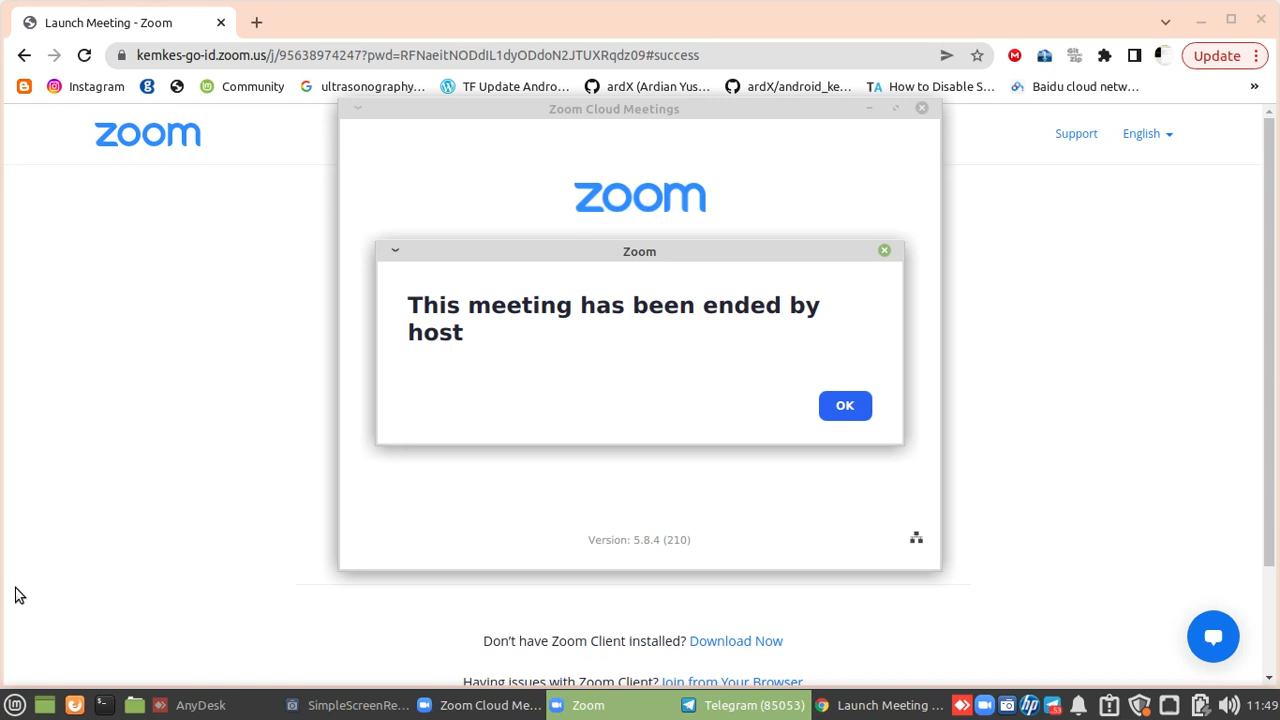 Launch Meeting - Zoom
kemkes-go-id.zoom.us/j/95638974247?pwd=RFNaeitNODdIL1dyODdoN2JTUXRqdz09#success
Update
Instagram
Community
ultrasonography...
TF Update Andro...
ardX (Ardian Yus...
ardX/android_ke...
How to Disable S...
Baidu cloud netw...
Zoom Cloud Meetings
zoom
Support
English
zoom
Zoom
This meeting has been ended by
host
OK
Version: 5.8.4 (210)
Don't have Zoom Client installed? Download Now
Having issues with Zoom Client? Join from Your Browser
AnyDesk
SimpleScreenRe...
Zoom Cloud Me...
Zoom
Telegram (85053)
Launch Meeting ...
11:49